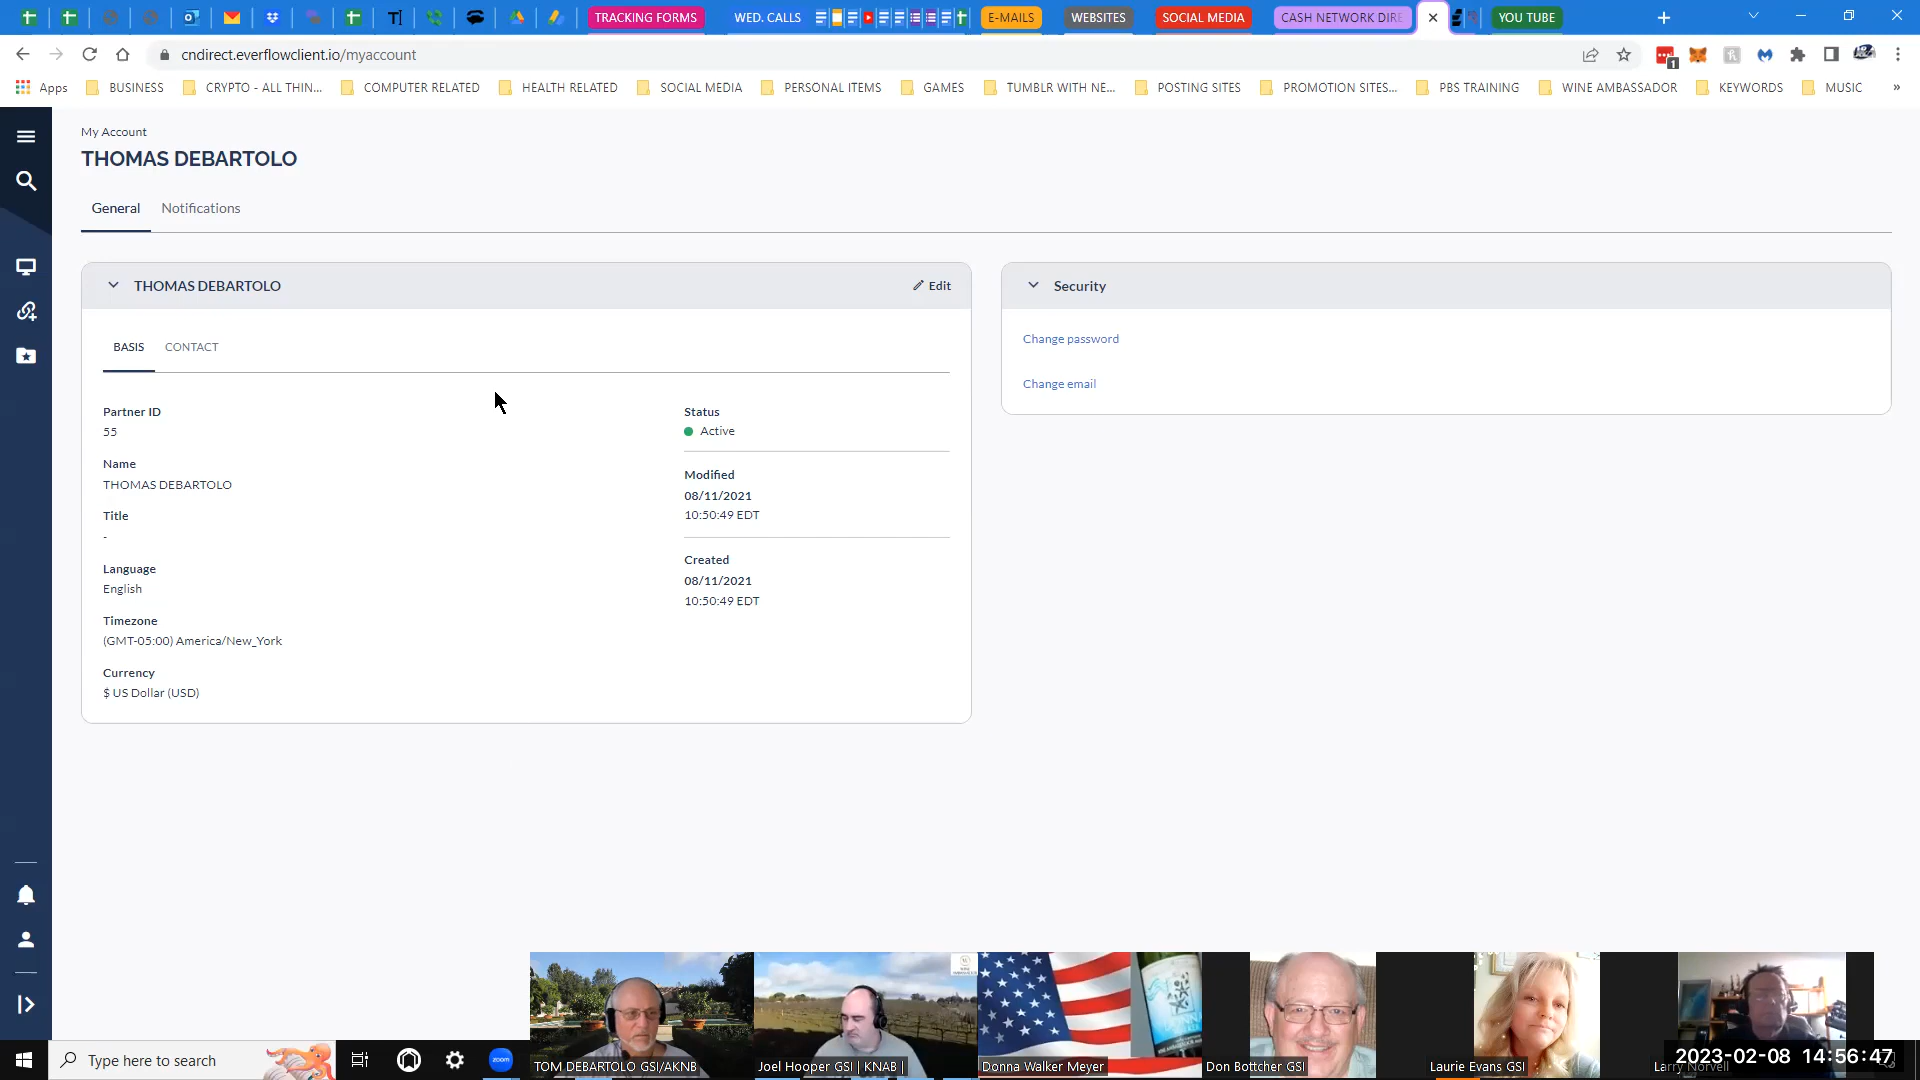 TRACKING FORMS
WED. CALLS
E-MAILS
WEBSITES
SOCIAL MEDIA
CASH NETWORK DIRE
YOU TUBE
cndirect.everflowclient.io/myaccount
1
Apps
BUSINESS
CRYPTO - ALL THIN...
COMPUTER RELATED
HEALTH RELATED
SOCIAL MEDIA
PERSONAL ITEMS
GAMES
TUMBLR WITH NE...
POSTING SITES
PROMOTION SITES...
PBS TRAINING
WINE AMBASSADOR
KEYWORDS
MUSIC
»
My Account
THOMAS DEBARTOLO
General
Notifications
THOMAS DEBARTOLO
Edit
BASIS
CONTACT
Partner ID
55
Name
THOMAS DEBARTOLO
Title
-
Language
English
Timezone
(GMT-05:00) America/New_York
Currency
$ US Dollar (USD)
Status
Active
Modified
08/11/2021
10:50:49 EDT
Created
08/11/2021
10:50:49 EDT
Security
Change password
Change email
Type here to search
zoom
TOM DEBARTOLO GSI/AKNB
Joel Hooper GSI | KNAB |
Donna Walker Meyer
Don Bottcher GSI
Laurie Evans GSI
Larry Norvell
2023-02-08 14:56:47